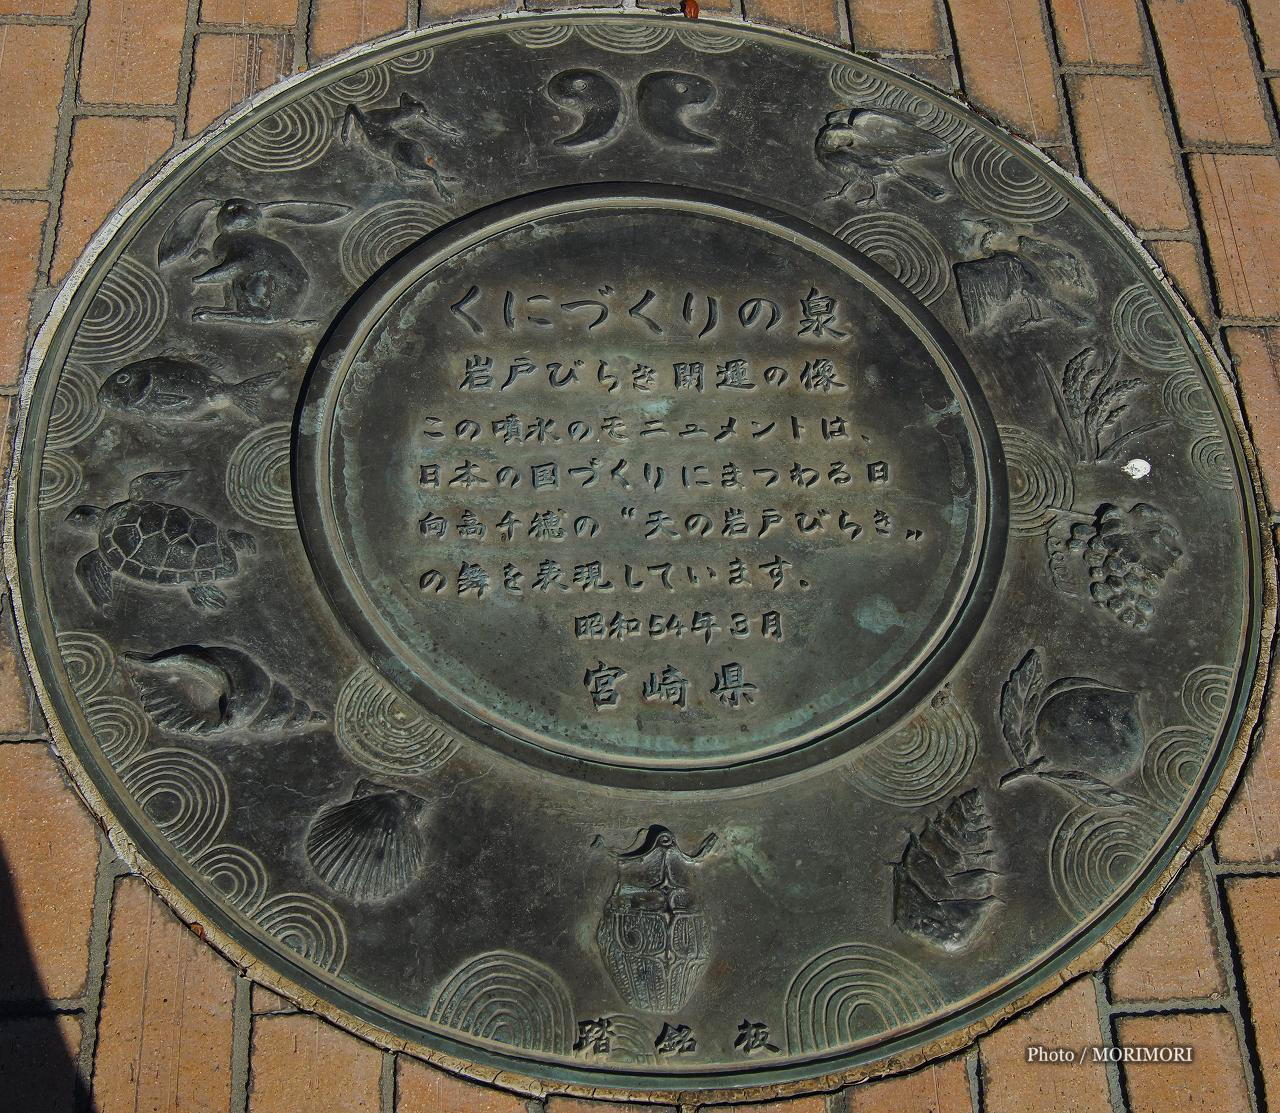 くにづくりの泉
岩戸びらき開運の像
この噴水のモニュメントは、
日本の国づくりにまつわる日
向高千穂の〝天の岩戸びらき〟
の舞を表現しています。
昭和54年3月
宮崎県
踏銘板
Photo / MORIMORI